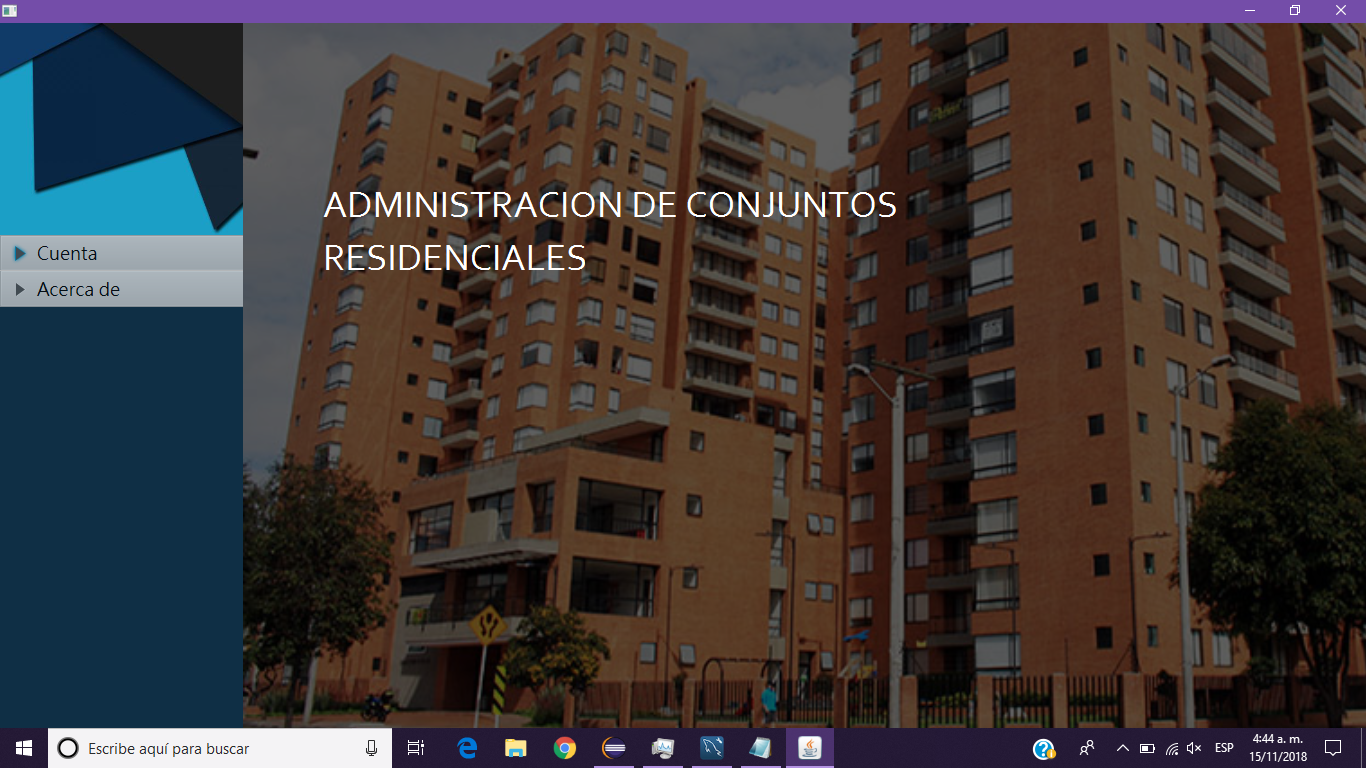 ADMINISTRACION DE CONJUNTOS
RESIDENCIALES
Cuenta
Acerca de
Escribe aquí para buscar
ESP
4:44 a. m.
15/11/2018